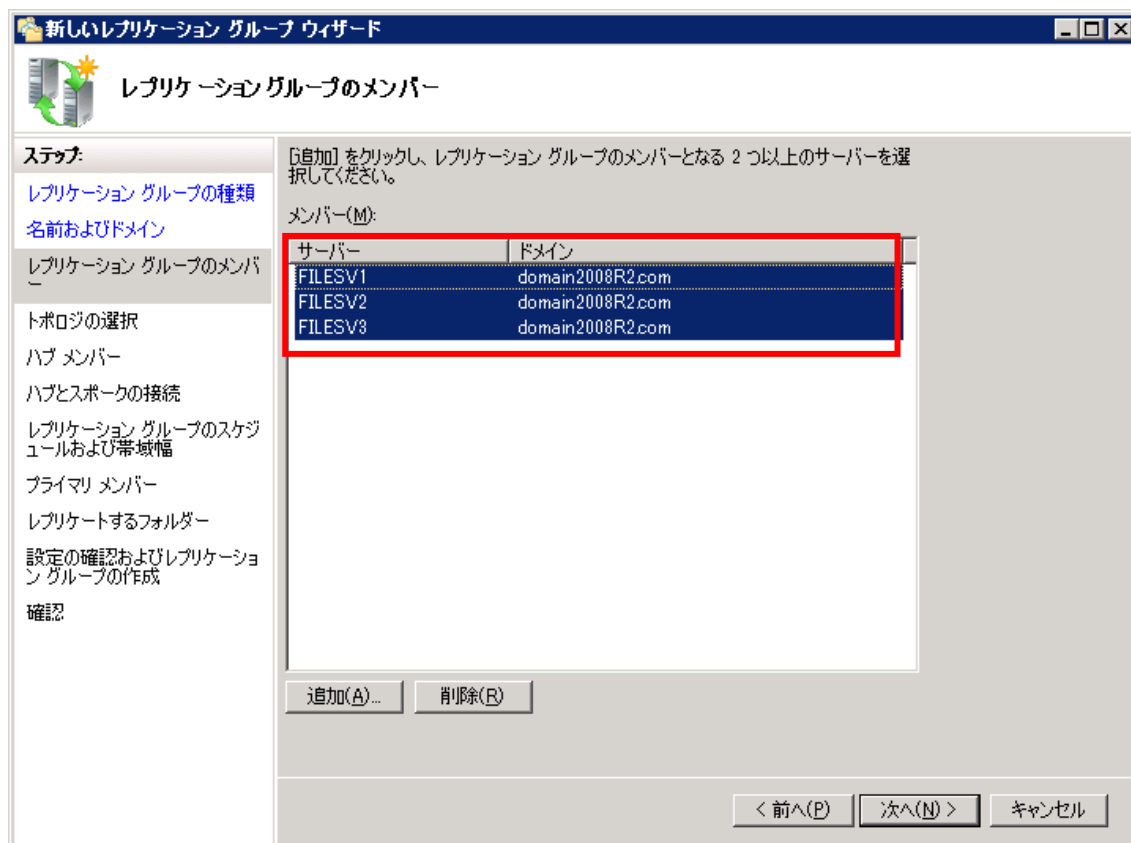 新しいレプリケーション グループ ウィザード
レプリケーション グループのメンバー
ステップ:
レプリケーション グループの種類
名前およびドメイン
レプリケーション グループのメンバ
ー
トポロジの選択
ハブ メンバー
ハブとスポークの接続
レプリケーション グループのスケジ
ュールおよび帯域幅
プライマリ メンバー
レプリケートするフォルダー
設定の確認およびレプリケーショ
ン グループの作成
確認
[追加] をクリックし、レプリケーション グループのメンバーとなる 2 つ以上のサーバーを選
択してください。
メンバー(M):
サーバー ドメイン
FILESV1 domain2008R2.com
FILESV2 domain2008R2.com
FILESV3 domain2008R2.com
追加(A)... 削除(R)
< 前へ(P) 次へ(N) > キャンセル